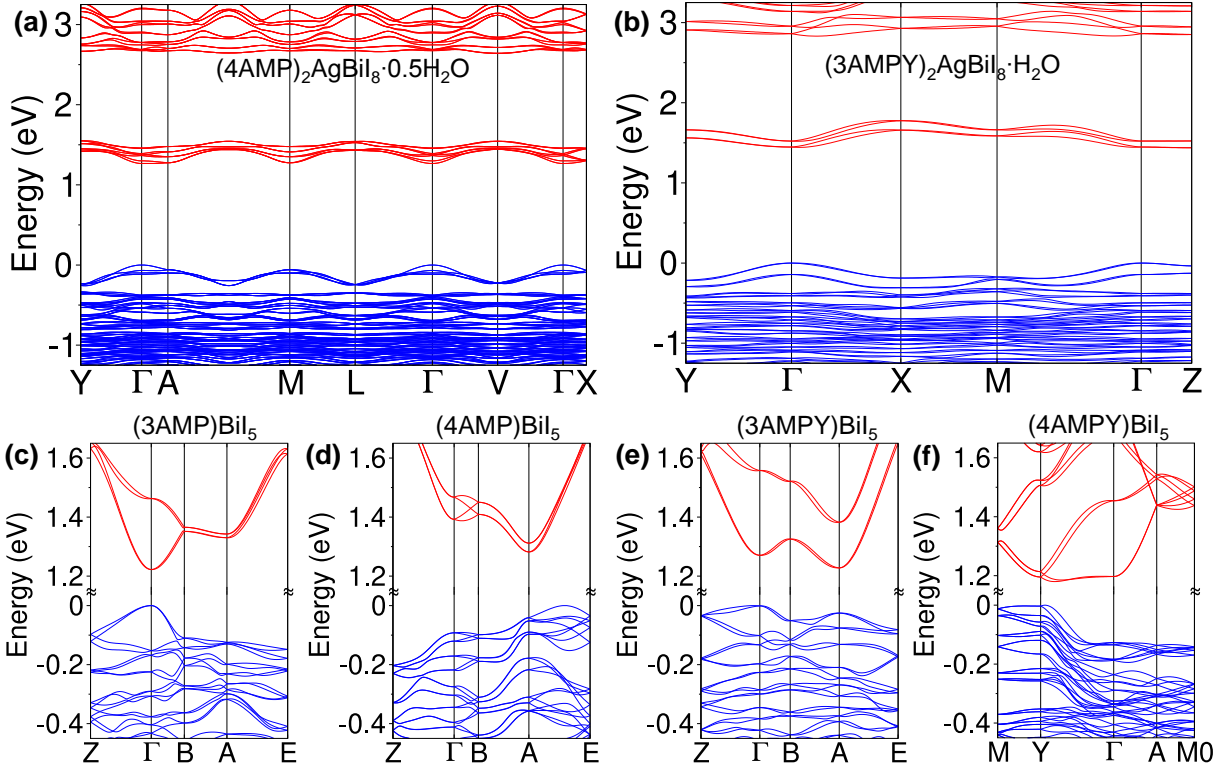 (a)
(4AMP)₂AgBiI₈·0.5H₂O
Energy (eV)
3
2
1
0
-1
Y Γ A M L Γ V Γ X
(b)
(3AMPY)₂AgBiI₈·H₂O
Energy (eV)
3
2
1
0
-1
Y Γ X M Γ Z
(c)
(3AMP)BiI₅
Energy (eV)
1.6
1.4
1.2
0
-0.2
-0.4
≈ ≈
Z Γ B A E
(d)
(4AMP)BiI₅
Energy (eV)
1.6
1.4
1.2
0
-0.2
-0.4
≈ ≈
Z Γ B A E
(e)
(3AMPY)BiI₅
Energy (eV)
1.6
1.4
1.2
0
-0.2
-0.4
≈ ≈
Z Γ B A E
(f)
(4AMPY)BiI₅
Energy (eV)
1.6
1.4
1.2
0
-0.2
-0.4
≈ ≈
M Y Γ A M0